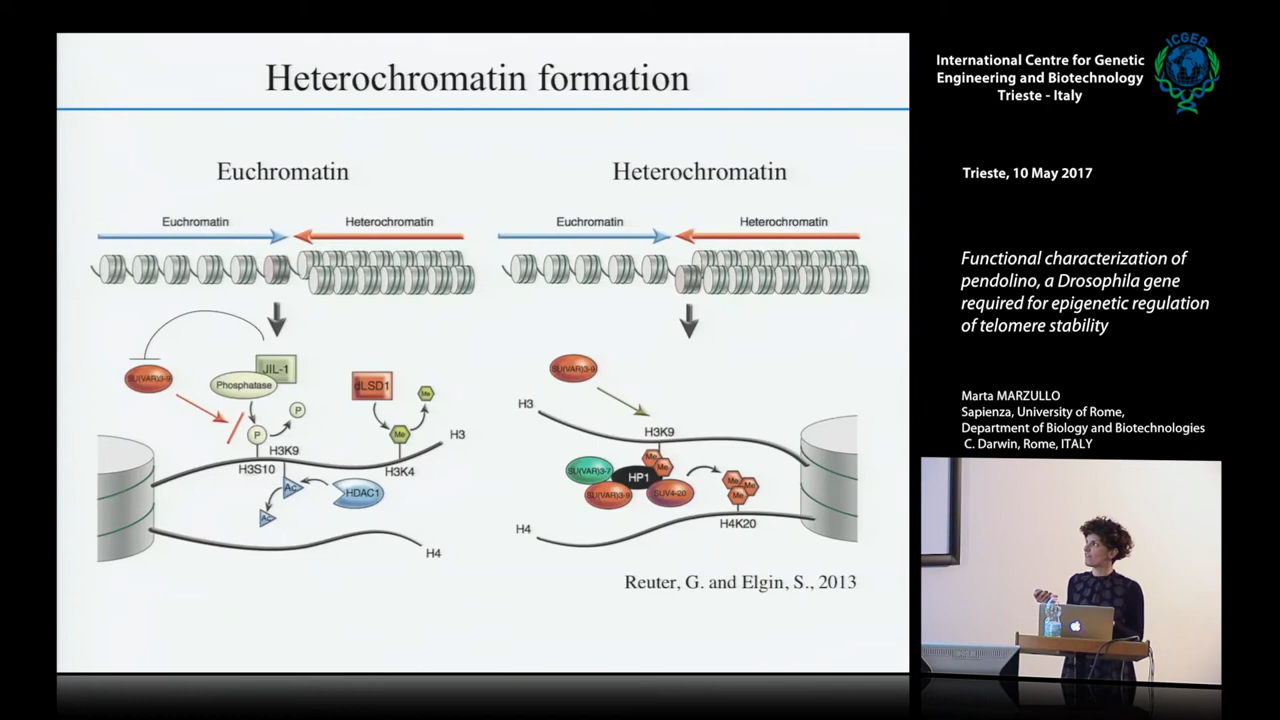 Heterochromatin formation
Euchromatin
Heterochromatin
Euchromatin
Heterochromatin
Euchromatin
Heterochromatin
SU(VAR)3-9
JIL-1
Phosphatase
P
P
H3K9
H3S10
dLSD1
Me
Me
H3
H3K4
Ac
HDAC1
Ac
H4
SU(VAR)3-9
H3
H3K9
Me
Me
SU(VAR)3-7
HP1
SU(VAR)3-9
SUV4-20
Me
Me
Me
H4K20
H4
Reuter, G. and Elgin, S., 2013
International Centre for Genetic
Engineering and Biotechnology
Trieste - Italy
ICGEB
Trieste, 10 May 2017
Functional characterization of
pendolino, a Drosophila gene
required for epigenetic regulation
of telomere stability
Marta MARZULLO
Sapienza, University of Rome,
Department of Biology and Biotechnologies
C. Darwin, Rome, ITALY